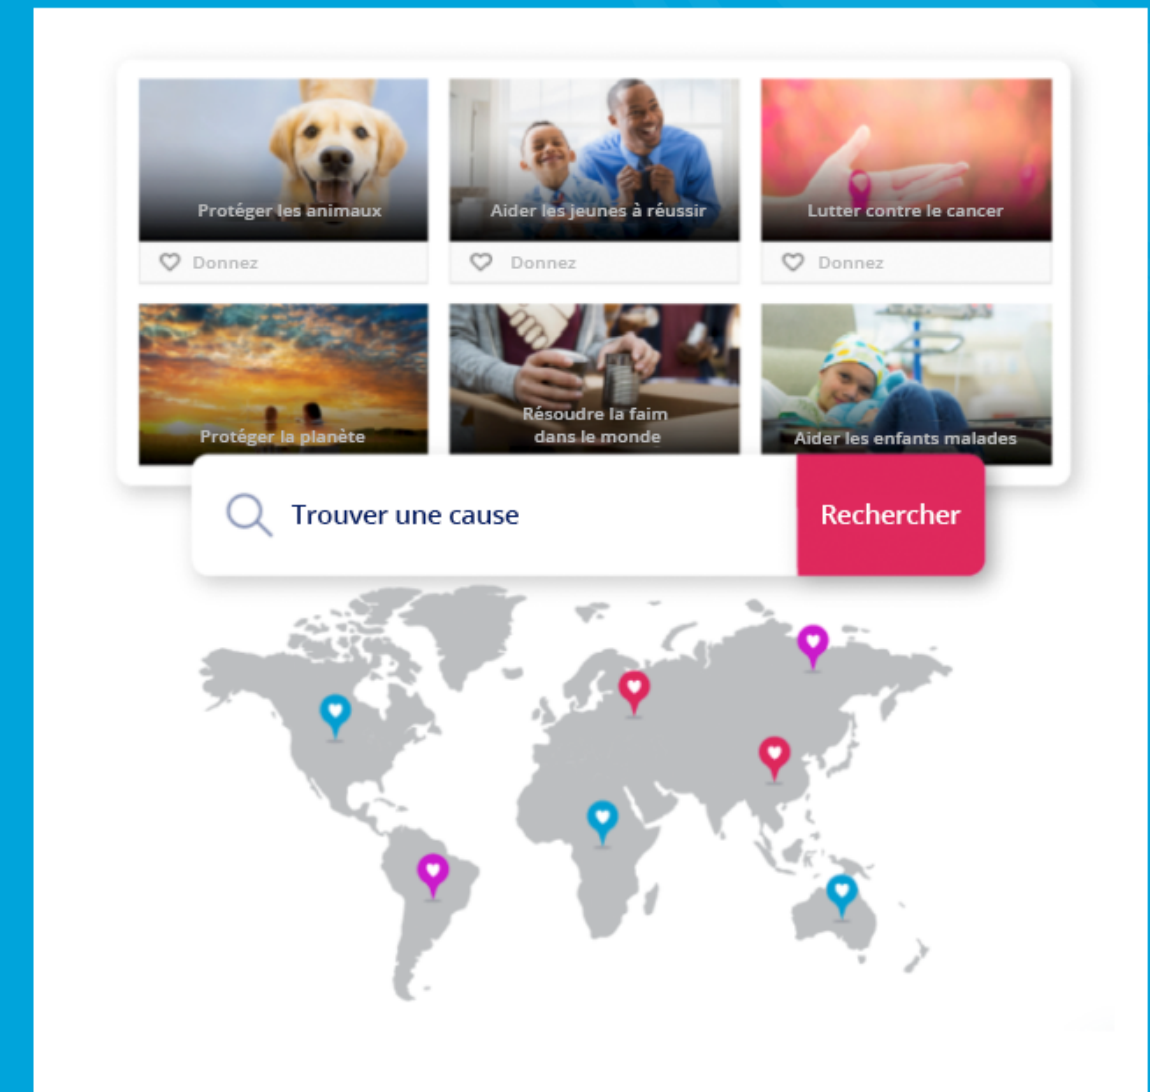 Protéger les animaux
Aider les jeunes à réussir
Lutter contre le cancer
Donnez
Donnez
Donnez
Protéger la planète
Résoudre la faim
dans le monde
Aider les enfants malades
Trouver une cause
Rechercher